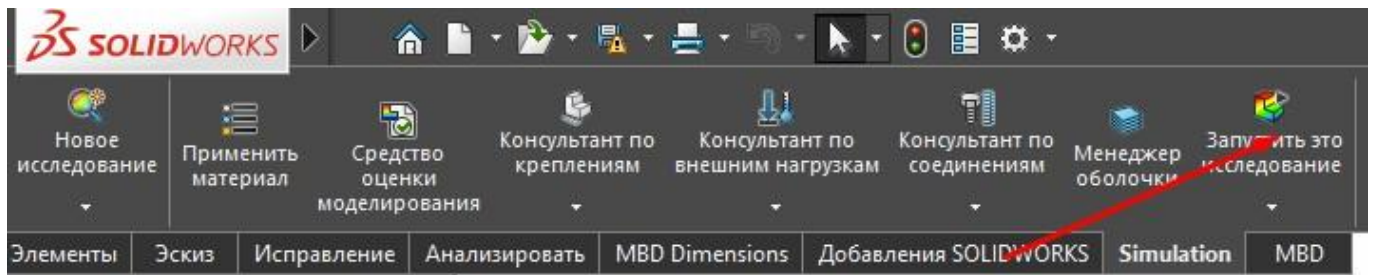 SOLIDWORKS
Новое
исследование
Применить
материал
Средство
оценки
моделирования
Консультант по
креплениям
Консультант по
внешним нагрузкам
Консультант по
соединениям
Менеджер
оболочки
Запустить это
исследование
Элементы Эскиз Исправление Анализировать MBD Dimensions Добавления SOLIDWORKS Simulation MBD